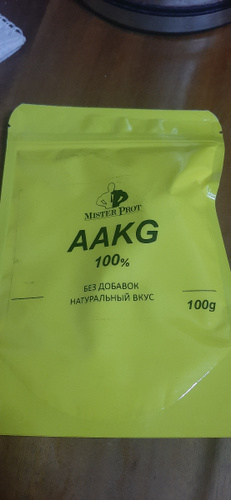 MISTER PROT
AAKG
100%
БЕЗ ДОБАВОК
НАТУРАЛЬНЫЙ ВКУС
100g